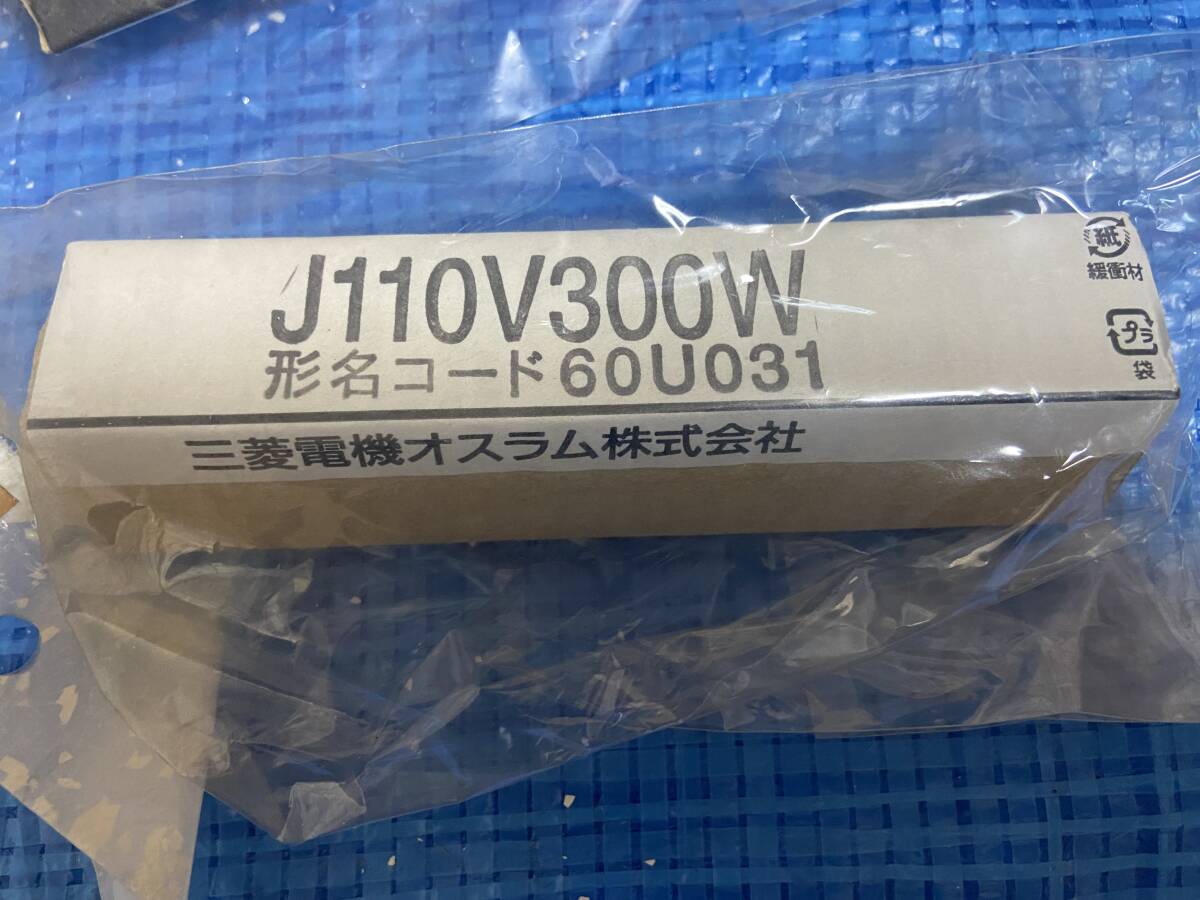 J110V300W
形名コード60U031
三菱電機オスラム株式会社
紙
緩衝材
プラ
袋